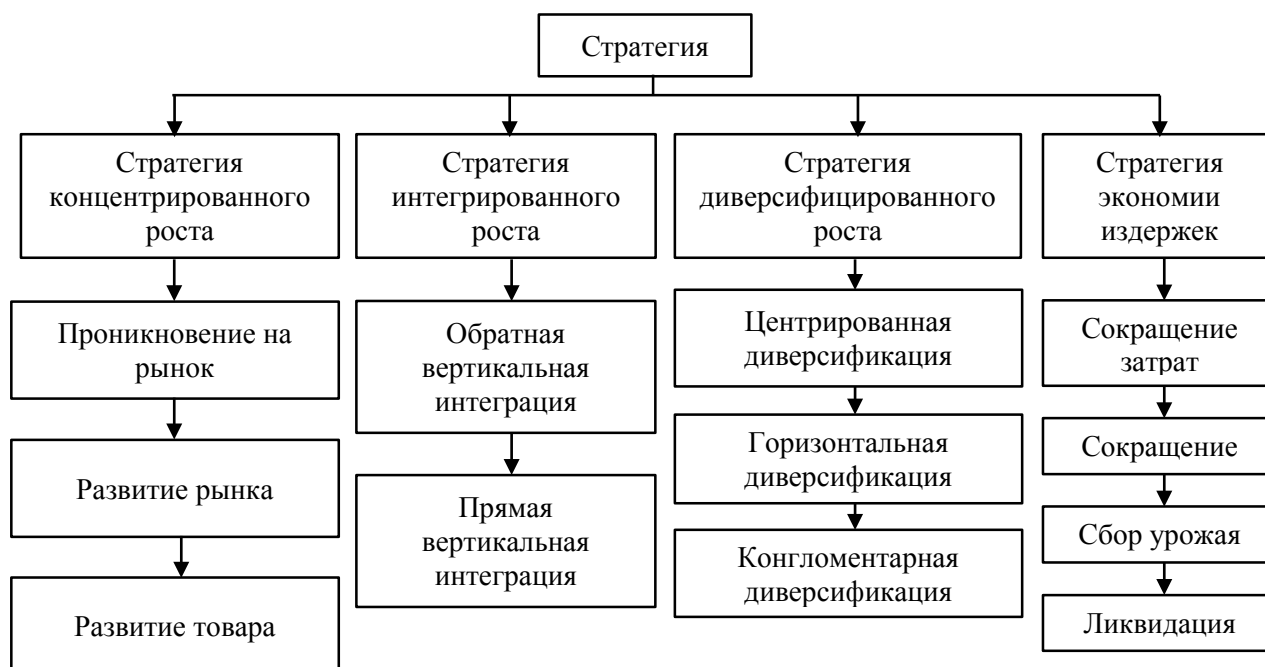 Стратегия
Стратегия
концентрированного
роста
Стратегия
интегрированного
роста
Стратегия
диверсифицированного
роста
Стратегия
экономии
издержек
Проникновение на
рынок
Развитие рынка
Развитие товара
Обратная
вертикальная
интеграция
Прямая
вертикальная
интеграция
Центрированная
диверсификация
Горизонтальная
диверсификация
Конгломентарная
диверсификация
Сокращение
затрат
Сокращение
Сбор урожая
Ликвидация